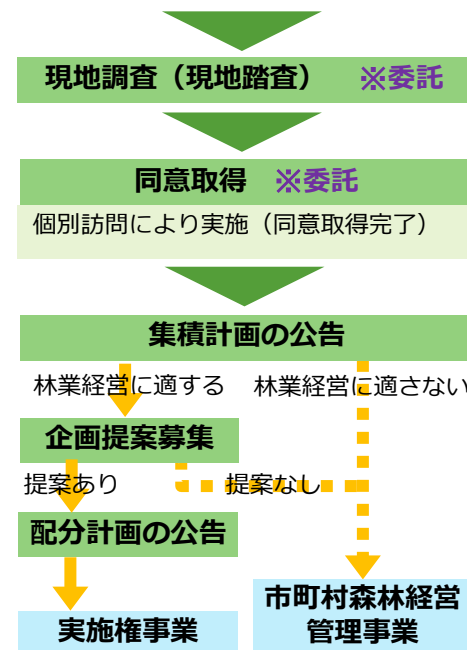 現地調査（現地踏査）　※委託
同意取得　※委託
個別訪問により実施（同意取得完了）
集積計画の公告
林業経営に適する　林業経営に適さない
企画提案募集
提案あり　提案なし
配分計画の公告
実施権事業
市町村森林経営
管理事業